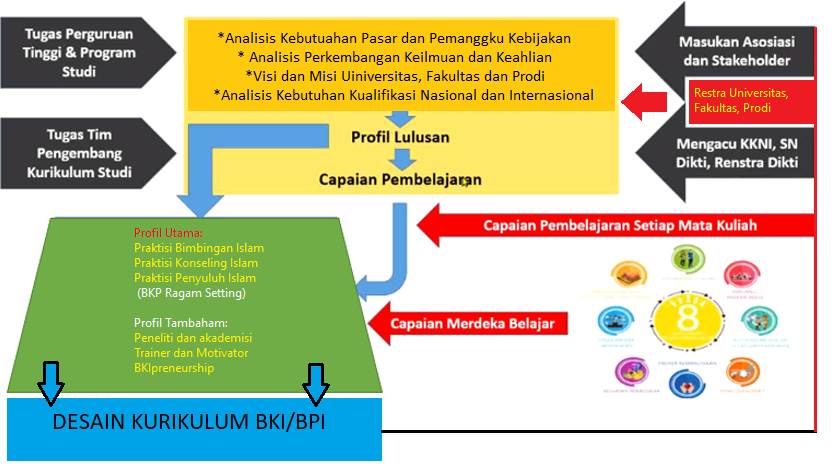 Tugas Perguruan
Tinggi & Program
Studi
*Analisis Kebutuahan Pasar dan Pemanggku Kebijakan
* Analisis Perkembangan Keilmuan dan Keahlian
*Visi dan Misi Uiniversitas, Fakultas dan Prodi
*Analisis Kebutuhan Kualifikasi Nasional dan Internasional
Masukan Asosiasi
dan Stakeholder
Restra Universitas,
Fakultas, Prodi
Tugas Tim
Pengembang
Kurikulum Studi
Profil Lulusan
Capaian Pembelajaran
Mengacu KKNI, SN
Dikti, Renstra Dikti
Capaian Pembelajaran Setiap Mata Kuliah
Profil Utama:
Praktisi Bimbingan Islam
Praktisi Konseling Islam
Praktisi Penyuluh Islam
(BKP Ragam Setting)
Profil Tambaham:
Peneliti dan akademisi
Trainer dan Motivator
BKIpreneurship
Capaian Merdeka Belajar
8
DESAIN KURIKULUM BKI/BPI